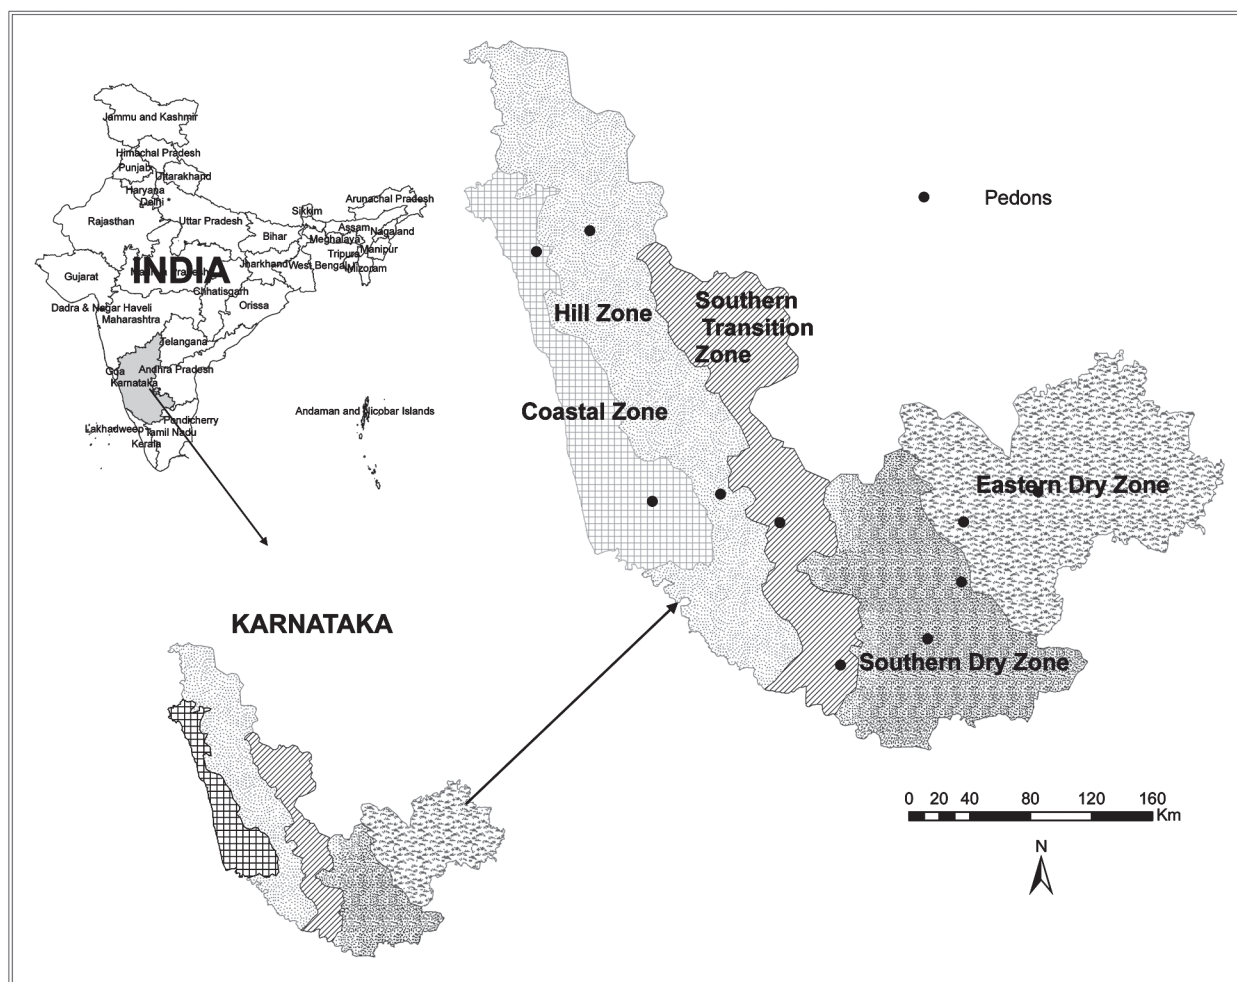 Jammu and Kashmir
Himachal Pradesh
Punjab
Uttarakhand
Haryana
Delhi
Rajasthan
Uttar Pradesh
Sikkim
Arunachal Pradesh
Bihar
Assam
Nagaland
Meghalaya
Manipur
Tripura
Mizoram
Jharkhand
West Bengal
Gujarat
INDIA
Chhatisgarh
Orissa
Dadra & Nagar Haveli
Maharashtra
Telangana
Goa
Andhra Pradesh
Karnataka
Andaman and Nicobar Islands
Pondicherry
Lakhadweep
Tamil Nadu
Kerala
KARNATAKA
Pedons
Hill Zone
Southern
Transition
Zone
Coastal Zone
Eastern Dry Zone
Southern Dry Zone
0 20 40 80 120 160
Km
N